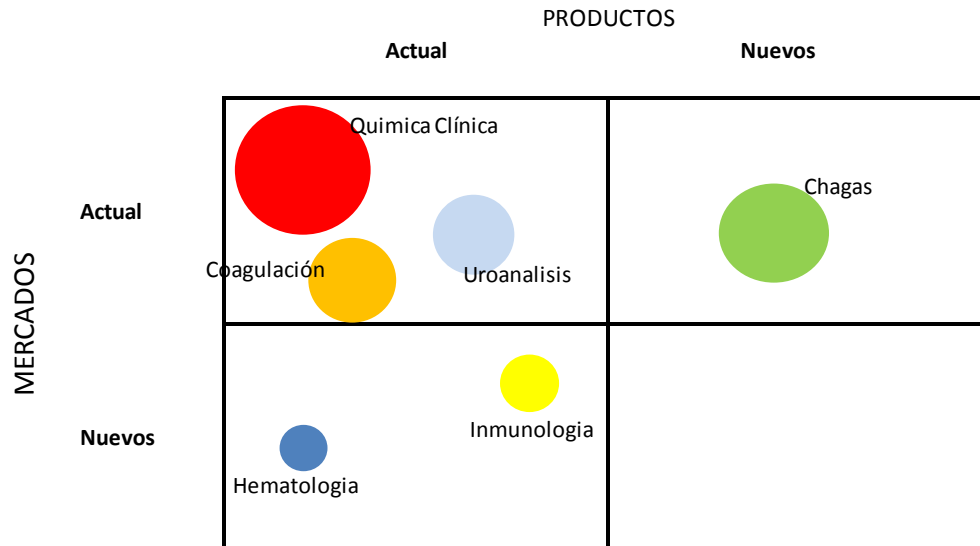 PRODUCTOS
Actual Nuevos
Quimica Clínica
Chagas
Actual
Coagulación
Uroanalisis
MERCADOS
Inmunologia
Nuevos
Hematologia